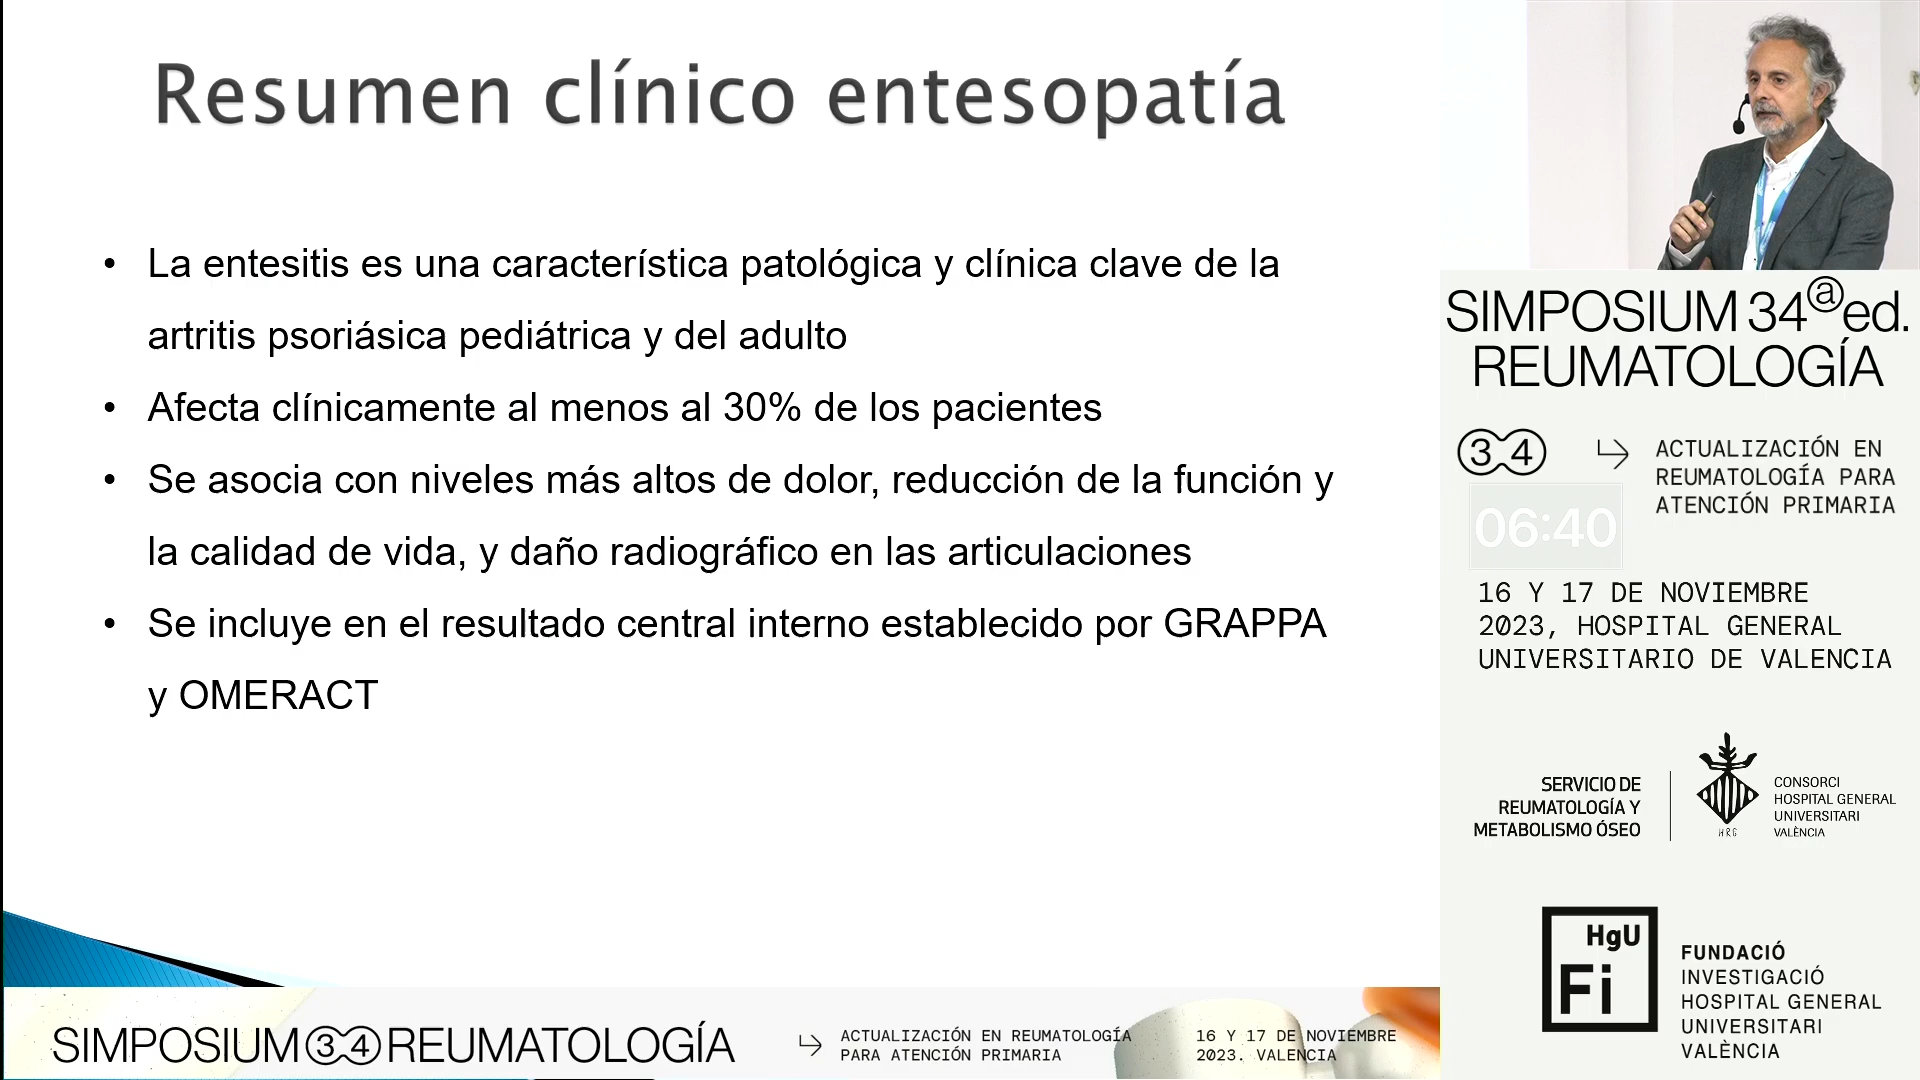 Resumen clínico entesopatía
• La entesitis es una característica patológica y clínica clave de la
artritis psoriásica pediátrica y del adulto
• Afecta clínicamente al menos al 30% de los pacientes
• Se asocia con niveles más altos de dolor, reducción de la función y
la calidad de vida, y daño radiográfico en las articulaciones
• Se incluye en el resultado central interno establecido por GRAPPA
y OMERACT
SIMPOSIUM 34ª ed.
REUMATOLOGÍA
34
ACTUALIZACIÓN EN
REUMATOLOGÍA PARA
ATENCIÓN PRIMARIA
06:40
16 Y 17 DE NOVIEMBRE
2023, HOSPITAL GENERAL
UNIVERSITARIO DE VALENCIA
SERVICIO DE
REUMATOLOGÍA Y
METABOLISMO ÓSEO
HRG
CONSORCI
HOSPITAL GENERAL
UNIVERSITARI
VALÈNCIA
HgU
Fi
FUNDACIÓ
INVESTIGACIÓ
HOSPITAL GENERAL
UNIVERSITARI
VALÈNCIA
SIMPOSIUM 34 REUMATOLOGÍA
ACTUALIZACIÓN EN REUMATOLOGÍA
PARA ATENCIÓN PRIMARIA
16 Y 17 DE NOVIEMBRE
2023. VALENCIA